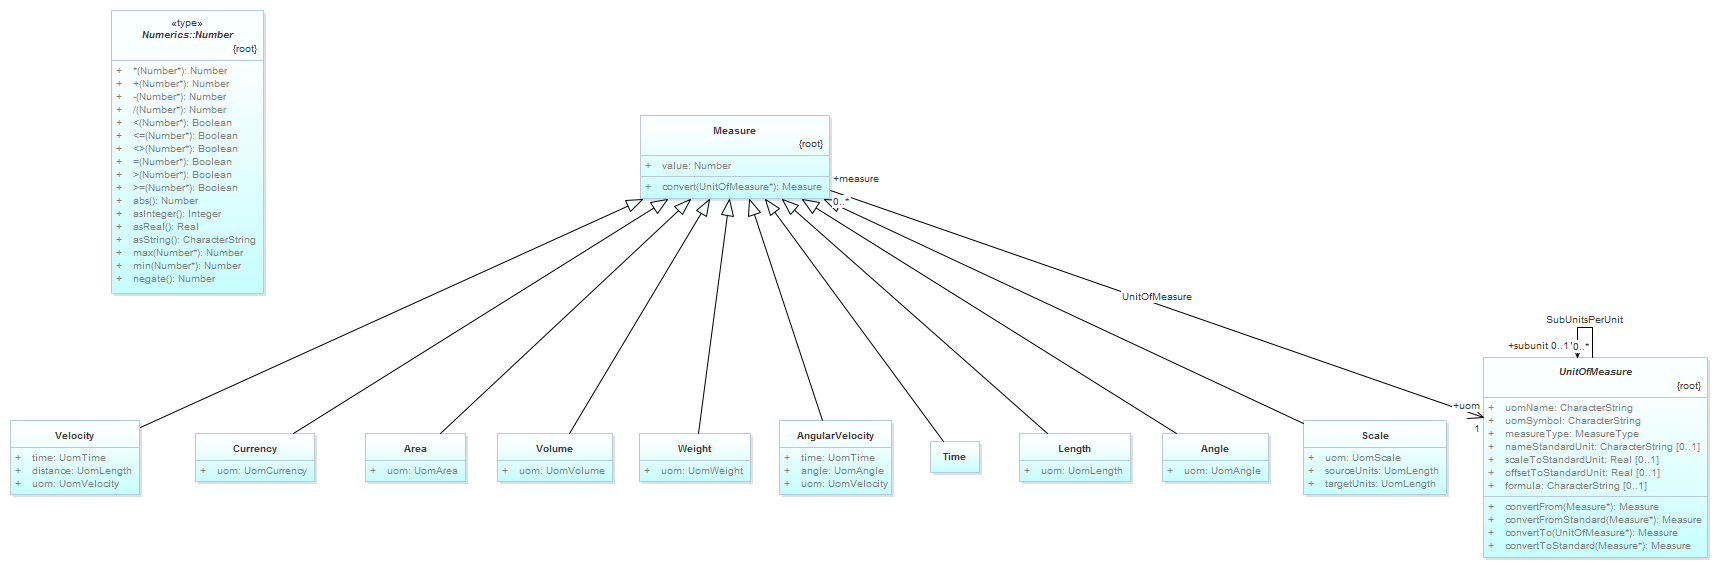 «type»
Numerics::Number
{root}
+ *(Number*): Number
+ +(Number*): Number
+ -(Number*): Number
+ /(Number*): Number
+ <(Number*): Boolean
+ <=(Number*): Boolean
+ <>(Number*): Boolean
+ =(Number*): Boolean
+ >(Number*): Boolean
+ >=(Number*): Boolean
+ abs(): Number
+ asInteger(): Integer
+ asReal(): Real
+ asString(): CharacterString
+ max(Number*): Number
+ min(Number*): Number
+ negate(): Number
Measure
{root}
+ value: Number
+ convert(UnitOfMeasure*): Measure
+measure
0..*
UnitOfMeasure
SubUnitsPerUnit
+subunit 0..1
0..*
+uom
1
UnitOfMeasure
{root}
+ uomName: CharacterString
+ uomSymbol: CharacterString
+ measureType: MeasureType
+ nameStandardUnit: CharacterString [0..1]
+ scaleToStandardUnit: Real [0..1]
+ offsetToStandardUnit: Real [0..1]
+ formula: CharacterString [0..1]
+ convertFrom(Measure*): Measure
+ convertFromStandard(Measure*): Measure
+ convertTo(UnitOfMeasure*): Measure
+ convertToStandard(Measure*): Measure
Velocity
+ time: UomTime
+ distance: UomLength
+ uom: UomVelocity
Currency
+ uom: UomCurrency
Area
+ uom: UomArea
Volume
+ uom: UomVolume
Weight
+ uom: UomWeight
AngularVelocity
+ time: UomTime
+ angle: UomAngle
+ uom: UomVelocity
Time
Length
+ uom: UomLength
Angle
+ uom: UomAngle
Scale
+ uom: UomScale
+ sourceUnits: UomLength
+ targetUnits: UomLength